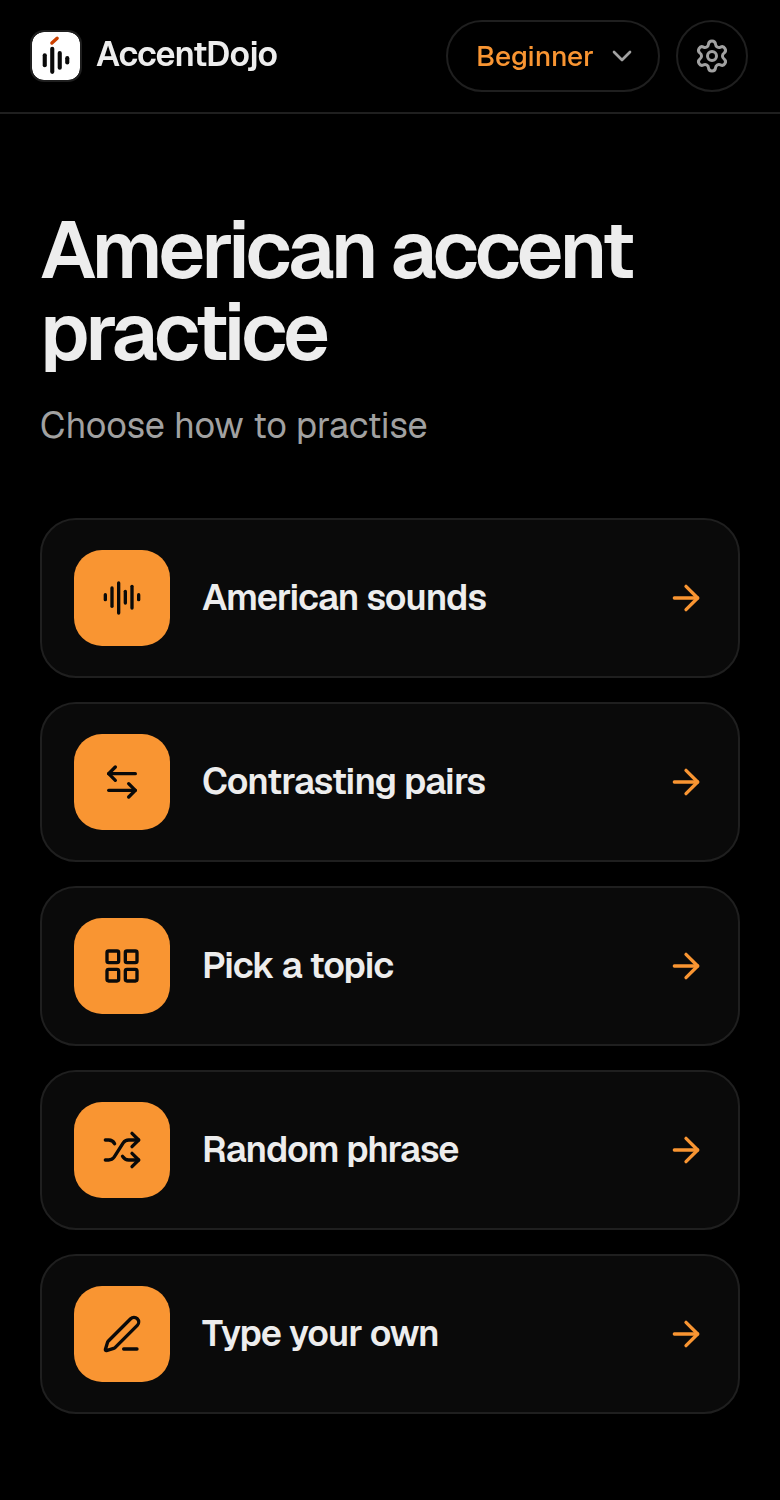 AccentDojo
Beginner
American accent
practice
Choose how to practise
American sounds
Contrasting pairs
Pick a topic
Random phrase
Type your own